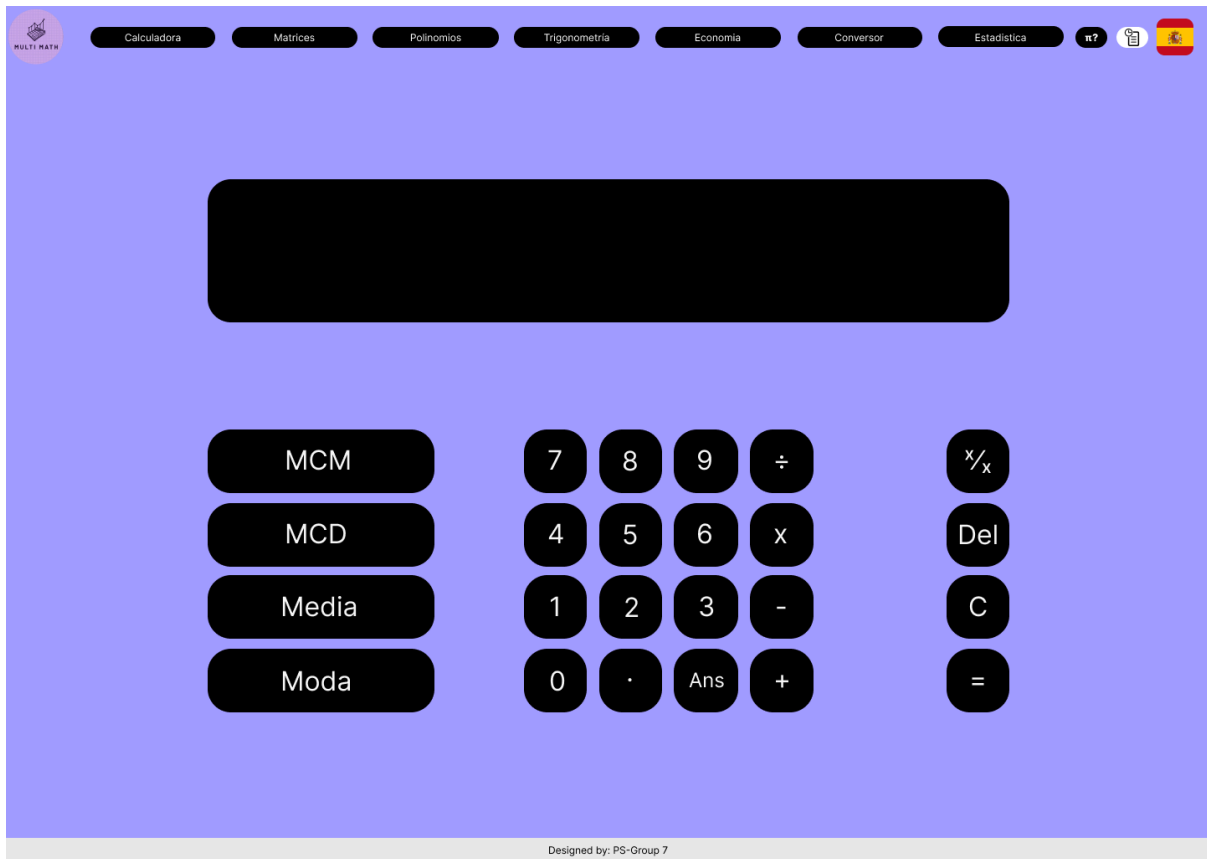 MULTI MATH
Calculadora Matrices Polinomios Trigonometría Economia Conversor Estadistica π?
MCM 7 8 9 ÷ x/x
MCD 4 5 6 x Del
Media 1 2 3 - C
Moda 0 · Ans + =
Designed by: PS-Group 7